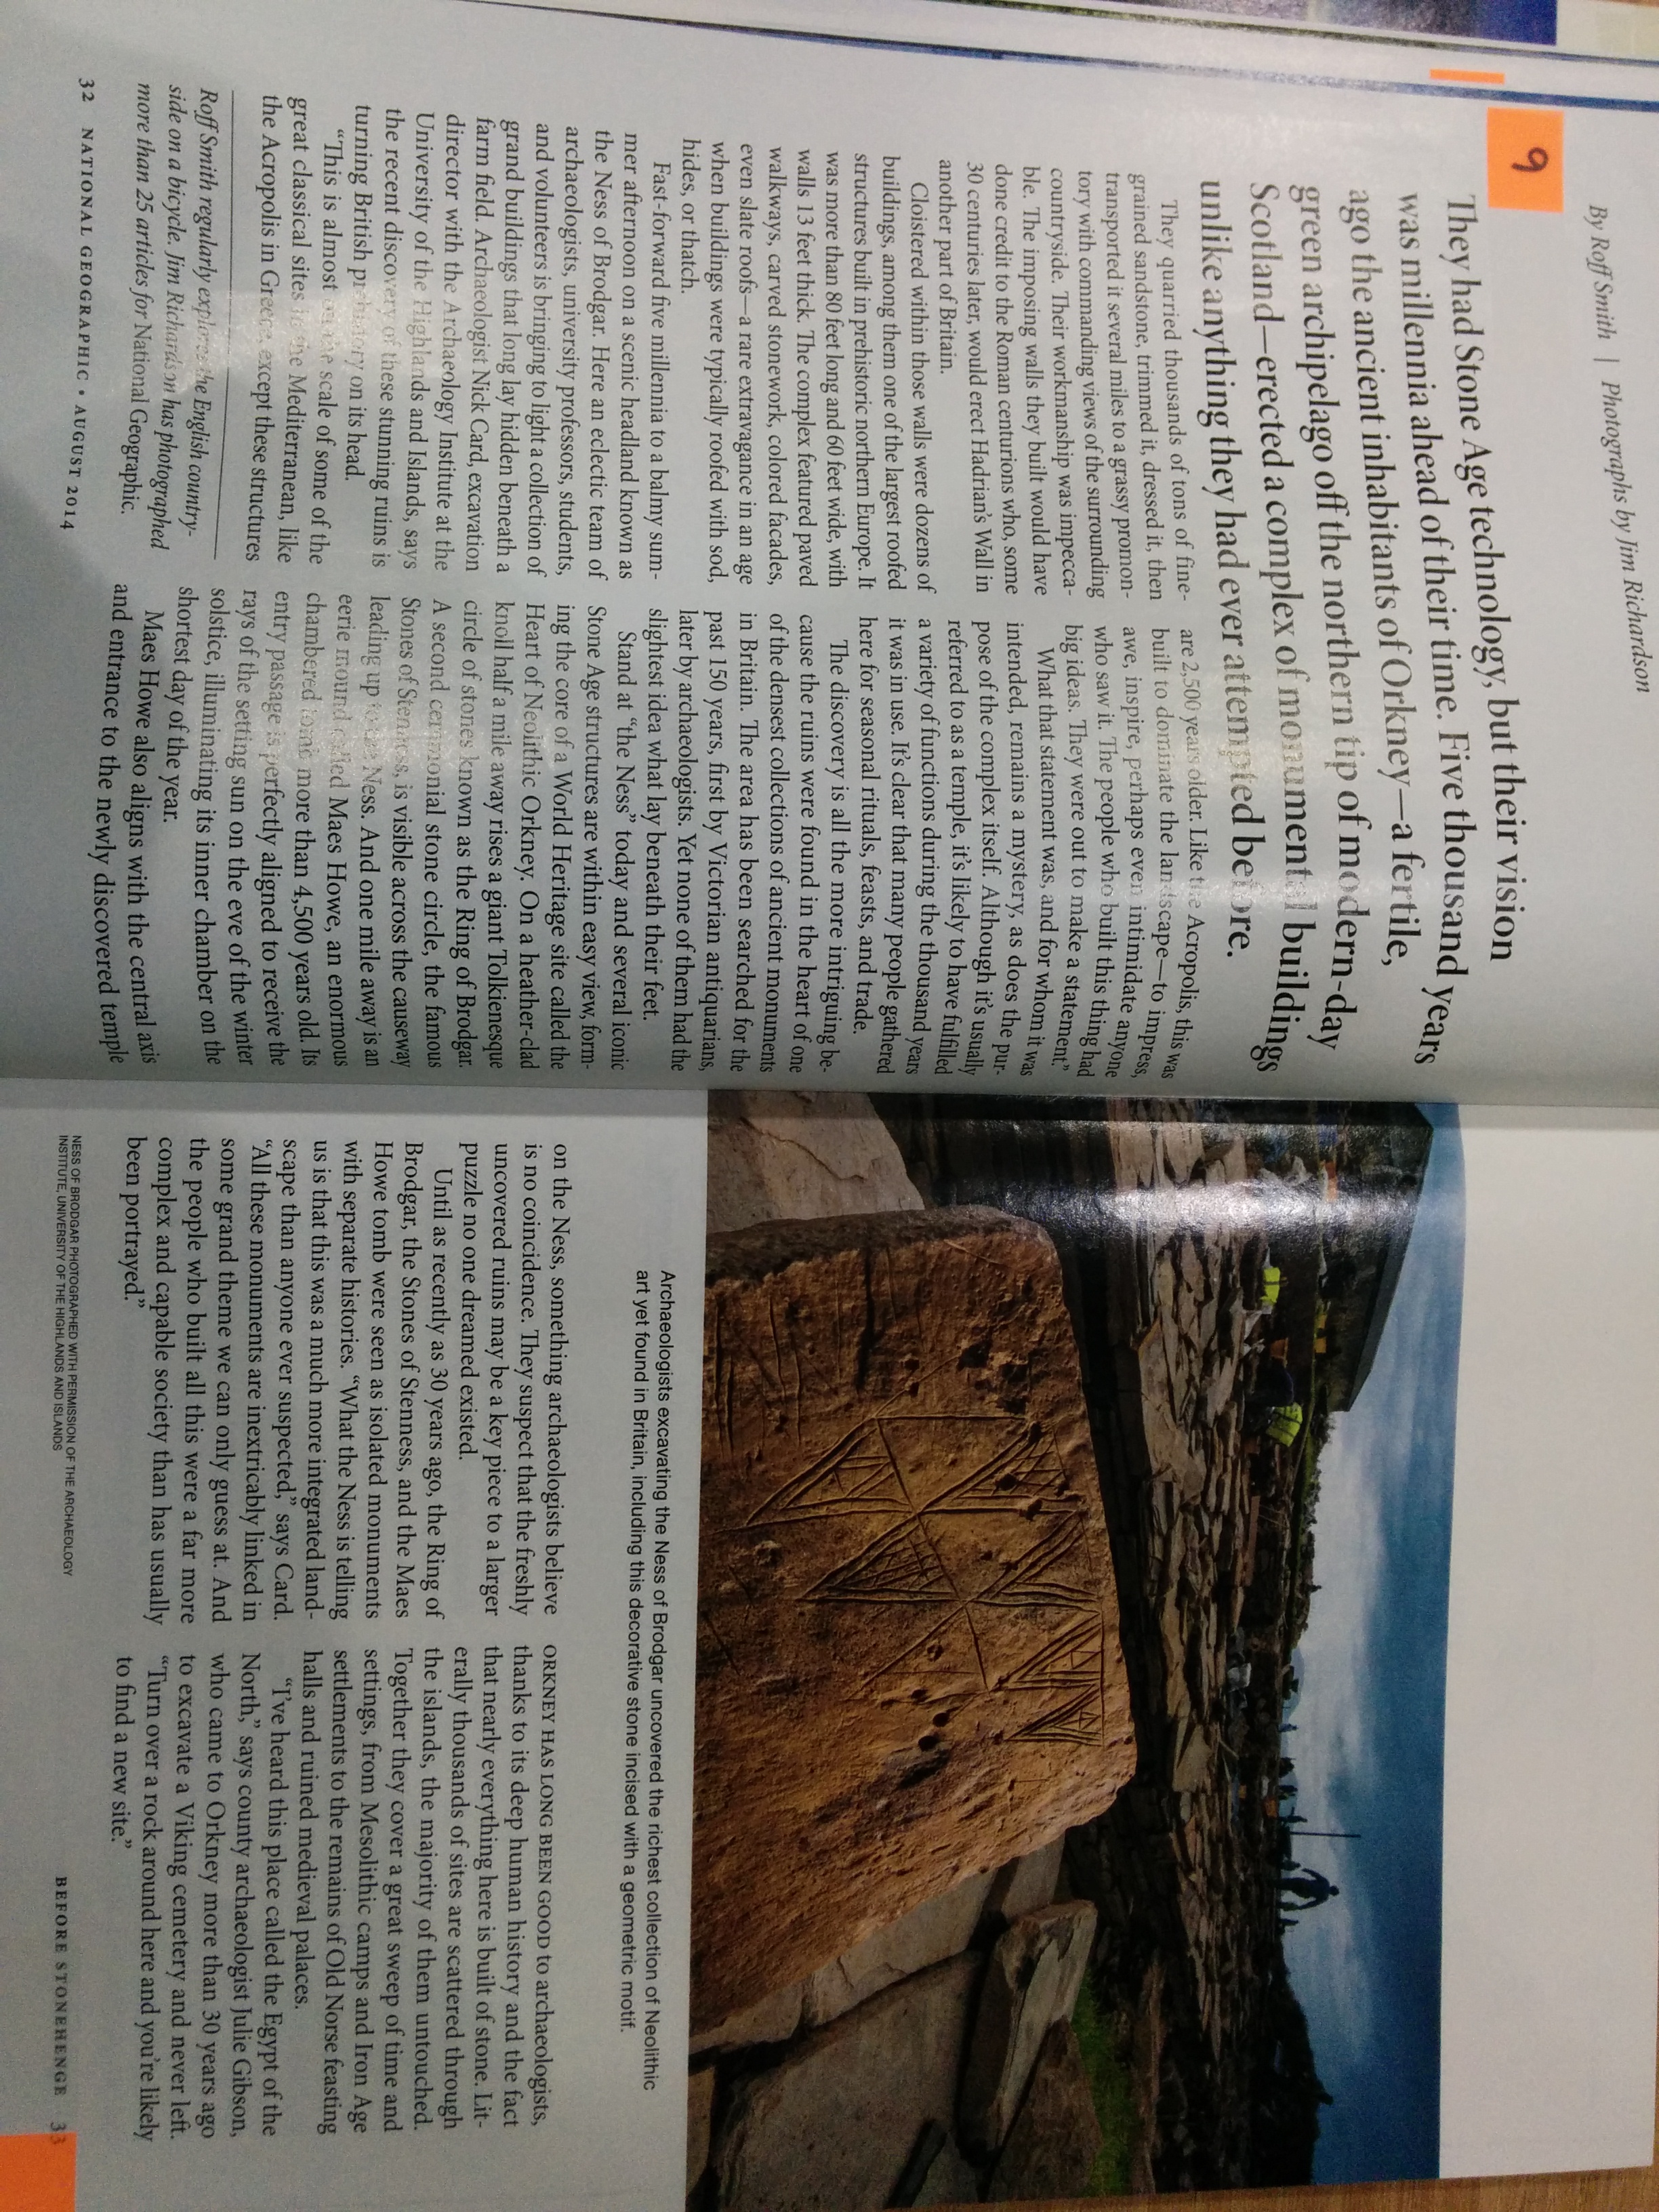 By Roff Smith | Photographs by Jim Richardson
9
They had Stone Age technology, but their vision
was millennia ahead of their time. Five thousand years
ago the ancient inhabitants of Orkney—a fertile,
green archipelago off the northern tip of modern-day
Scotland—erected a complex of monumental buildings
unlike anything they had ever attempted before.
They quarried thousands of tons of fine-
grained sandstone, trimmed it, dressed it, then
transported it several miles to a grassy promon-
tory with commanding views of the surrounding
countryside. Their workmanship was impecca-
ble. The imposing walls they built would have
done credit to the Roman centurions who, some
30 centuries later, would erect Hadrian's Wall in
another part of Britain.
Cloistered within those walls were dozens of
buildings, among them one of the largest roofed
structures built in prehistoric northern Europe. It
was more than 80 feet long and 60 feet wide, with
walls 13 feet thick. The complex featured paved
walkways, carved stonework, colored facades,
even slate roofs—a rare extravagance in an age
when buildings were typically roofed with sod,
hides, or thatch.
Fast-forward five millennia to a balmy sum-
mer afternoon on a scenic headland known as
the Ness of Brodgar. Here an eclectic team of
archaeologists, university professors, students,
and volunteers is bringing to light a collection of
grand buildings that long lay hidden beneath a
farm field. Archaeologist Nick Card, excavation
director with the Archaeology Institute at the
University of the Highlands and Islands, says
the recent discovery of these stunning ruins is
turning British prehistory on its head.
"This is almost on the scale of some of the
great classical sites in the Mediterranean, like
the Acropolis in Greece, except these structures
Roff Smith regularly explores the English country-
side on a bicycle. Jim Richardson has photographed
more than 25 articles for National Geographic.
32 NATIONAL GEOGRAPHIC • AUGUST 2014
are 2,500 years older. Like the Acropolis, this was
built to dominate the landscape—to impress,
awe, inspire, perhaps even intimidate anyone
who saw it. The people who built this thing had
big ideas. They were out to make a statement."
What that statement was, and for whom it was
intended, remains a mystery, as does the pur-
pose of the complex itself. Although it's usually
referred to as a temple, it's likely to have fulfilled
a variety of functions during the thousand years
it was in use. It's clear that many people gathered
here for seasonal rituals, feasts, and trade.
The discovery is all the more intriguing be-
cause the ruins were found in the heart of one
of the densest collections of ancient monuments
in Britain. The area has been searched for the
past 150 years, first by Victorian antiquarians,
later by archaeologists. Yet none of them had the
slightest idea what lay beneath their feet.
Stand at "the Ness" today and several iconic
Stone Age structures are within easy view, form-
ing the core of a World Heritage site called the
Heart of Neolithic Orkney. On a heather-clad
knoll half a mile away rises a giant Tolkienesque
circle of stones known as the Ring of Brodgar.
A second ceremonial stone circle, the famous
Stones of Stenness, is visible across the causeway
leading up to the Ness. And one mile away is an
eerie mound called Maes Howe, an enormous
chambered tomb more than 4,500 years old. Its
entry passage is perfectly aligned to receive the
rays of the setting sun on the eve of the winter
solstice, illuminating its inner chamber on the
shortest day of the year.
Maes Howe also aligns with the central axis
and entrance to the newly discovered temple
Archaeologists excavating the Ness of Brodgar uncovered the richest collection of Neolithic
art yet found in Britain, including this decorative stone incised with a geometric motif.
on the Ness, something archaeologists believe
is no coincidence. They suspect that the freshly
uncovered ruins may be a key piece to a larger
puzzle no one dreamed existed.
Until as recently as 30 years ago, the Ring of
Brodgar, the Stones of Stenness, and the Maes
Howe tomb were seen as isolated monuments
with separate histories. "What the Ness is telling
us is that this was a much more integrated land-
scape than anyone ever suspected," says Card.
"All these monuments are inextricably linked in
some grand theme we can only guess at. And
the people who built all this were a far more
complex and capable society than has usually
been portrayed."
NESS OF BRODGAR PHOTOGRAPHED WITH PERMISSION OF THE ARCHAEOLOGY
INSTITUTE, UNIVERSITY OF THE HIGHLANDS AND ISLANDS
ORKNEY HAS LONG BEEN GOOD to archaeologists,
thanks to its deep human history and the fact
that nearly everything here is built of stone. Lit-
erally thousands of sites are scattered through
the islands, the majority of them untouched.
Together they cover a great sweep of time and
settings, from Mesolithic camps and Iron Age
settlements to the remains of Old Norse feasting
halls and ruined medieval palaces.
"I've heard this place called the Egypt of the
North," says county archaeologist Julie Gibson,
who came to Orkney more than 30 years ago
to excavate a Viking cemetery and never left.
"Turn over a rock around here and you're likely
to find a new site."
BEFORE STONEHENGE 33